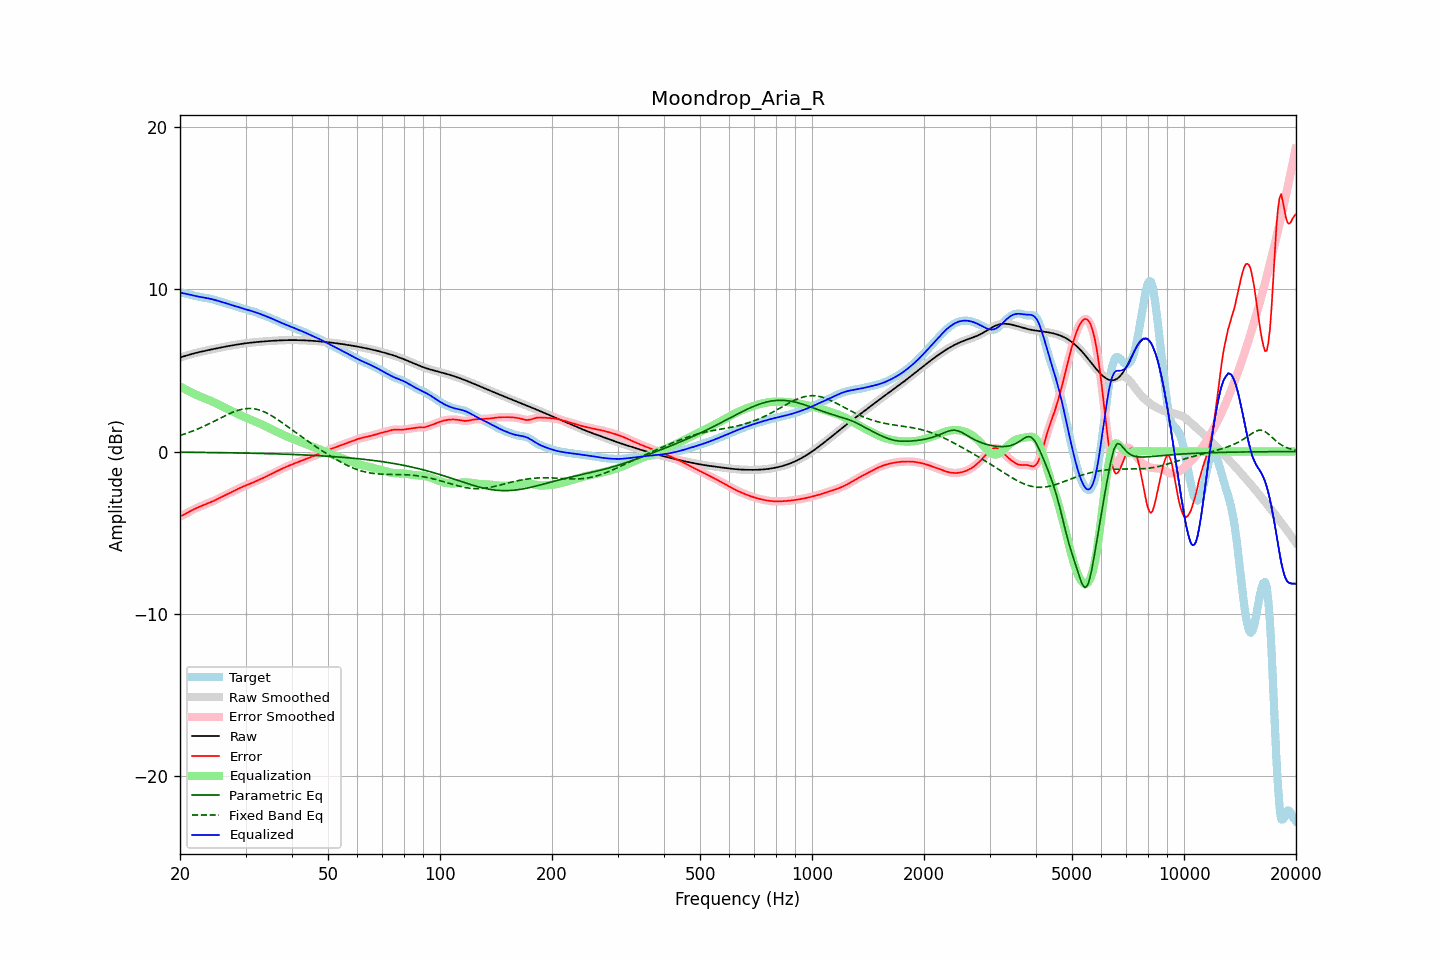 Moondrop_Aria_R
Amplitude (dBr)
20
10
0
−10
−20
Target
Raw Smoothed
Error Smoothed
Raw
Error
Equalization
Parametric Eq
Fixed Band Eq
Equalized
20 50 100 200 500 1000 2000 5000 10000 20000
Frequency (Hz)